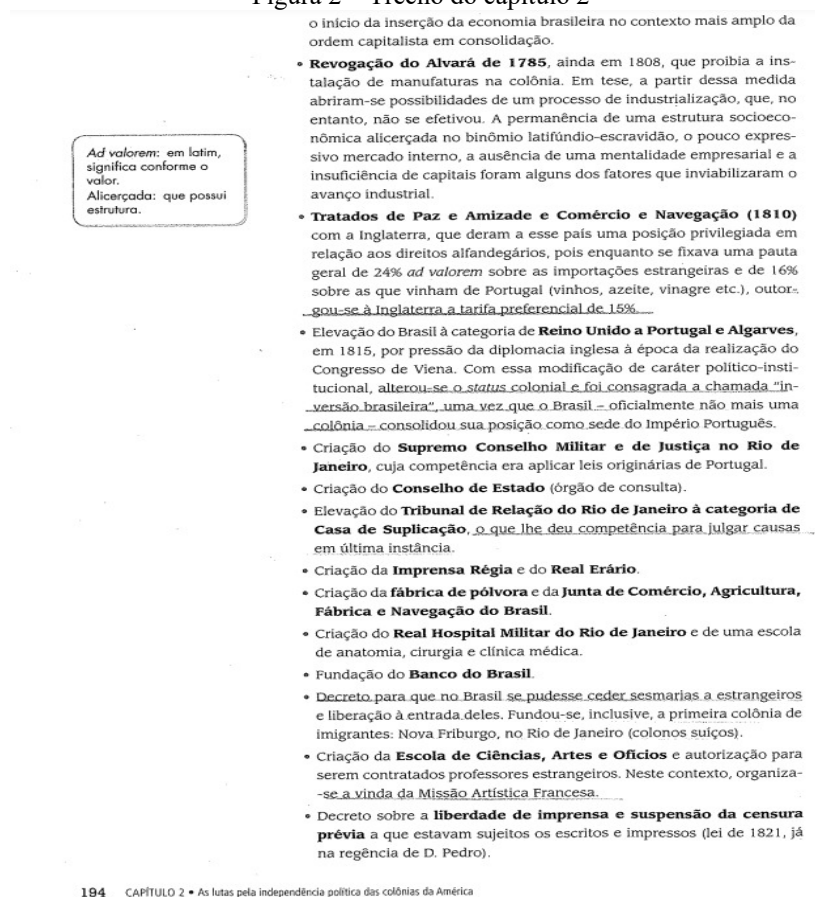 Figura 2 – Trecho do capítulo 2
o início da inserção da economia brasileira no contexto mais amplo da
ordem capitalista em consolidação.
• Revogação do Alvará de 1785, ainda em 1808, que proibia a ins-
talação de manufaturas na colônia. Em tese, a partir dessa medida
abriram-se possibilidades de um processo de industrialização, que, no
entanto, não se efetivou. A permanência de uma estrutura socioeco-
nômica alicerçada no binômio latifúndio-escravidão, o pouco expres-
sivo mercado interno, a ausência de uma mentalidade empresarial e a
insuficiência de capitais foram alguns dos fatores que inviabilizaram o
avanço industrial.
Ad valorem: em latim,
significa conforme o
valor.
Alicerçada: que possui
estrutura.
• Tratados de Paz e Amizade e Comércio e Navegação (1810)
com a Inglaterra, que deram a esse país uma posição privilegiada em
relação aos direitos alfandegários, pois enquanto se fixava uma pauta
geral de 24% ad valorem sobre as importações estrangeiras e de 16%
sobre as que vinham de Portugal (vinhos, azeite, vinagre etc.), outor-
gou-se à Inglaterra a tarifa preferencial de 15%.
• Elevação do Brasil à categoria de Reino Unido a Portugal e Algarves,
em 1815, por pressão da diplomacia inglesa à época da realização do
Congresso de Viena. Com essa modificação de caráter político-insti-
tucional, alterou-se o status colonial e foi consagrada a chamada "in-
versão brasileira", uma vez que o Brasil – oficialmente não mais uma
colônia – consolidou sua posição como sede do Império Português.
• Criação do Supremo Conselho Militar e de Justiça no Rio de
Janeiro, cuja competência era aplicar leis originárias de Portugal.
• Criação do Conselho de Estado (órgão de consulta).
• Elevação do Tribunal de Relação do Rio de Janeiro à categoria de
Casa de Suplicação, o que lhe deu competência para julgar causas
em última instância.
• Criação da Imprensa Régia e do Real Erário.
• Criação da fábrica de pólvora e da Junta de Comércio, Agricultura,
Fábrica e Navegação do Brasil.
• Criação do Real Hospital Militar do Rio de Janeiro e de uma escola
de anatomia, cirurgia e clínica médica.
• Fundação do Banco do Brasil.
• Decreto para que no Brasil se pudesse ceder sesmarias a estrangeiros
e liberação à entrada deles. Fundou-se, inclusive, a primeira colônia de
imigrantes: Nova Friburgo, no Rio de Janeiro (colonos suíços).
• Criação da Escola de Ciências, Artes e Ofícios e autorização para
serem contratados professores estrangeiros. Neste contexto, organiza-
-se a vinda da Missão Artística Francesa.
• Decreto sobre a liberdade de imprensa e suspensão da censura
prévia a que estavam sujeitos os escritos e impressos (lei de 1821, já
na regência de D. Pedro).
194 CAPÍTULO 2 • As lutas pela independência política das colônias da América